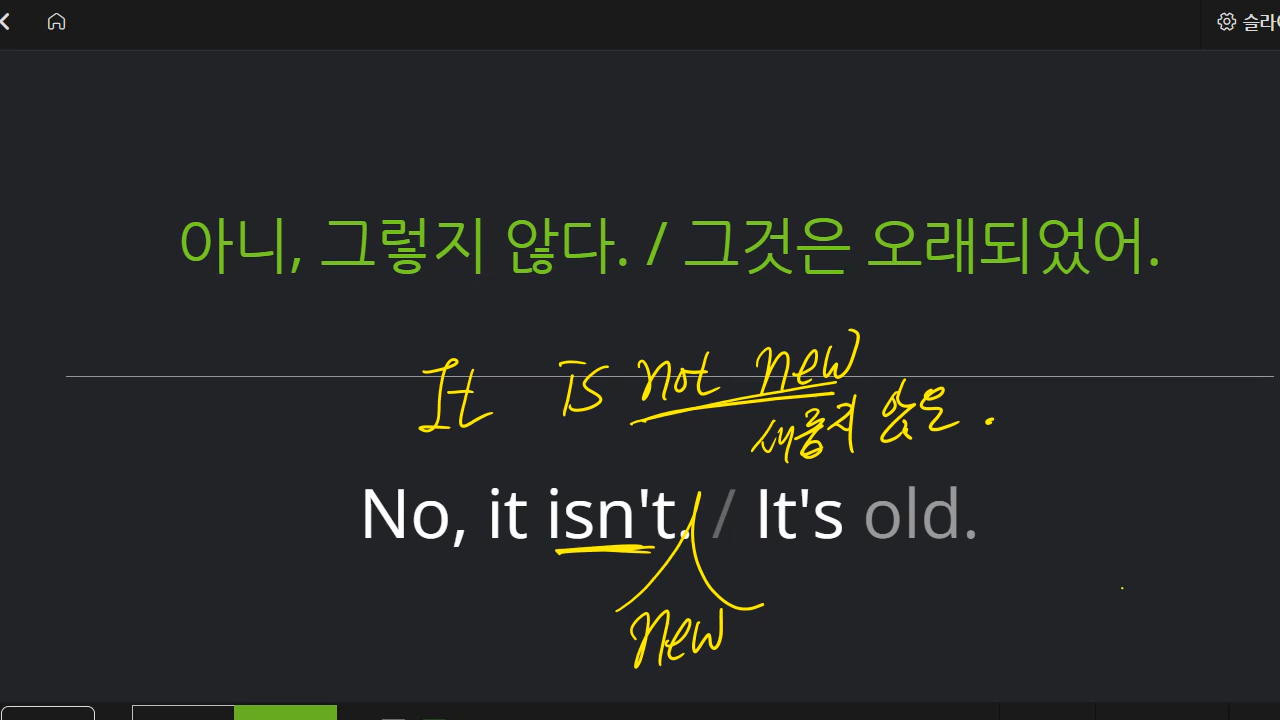 슬라
아니, 그렇지 않다. / 그것은 오래되었어.
It is not new
새롭지 않은.
No, it isn't. / It's old.
new